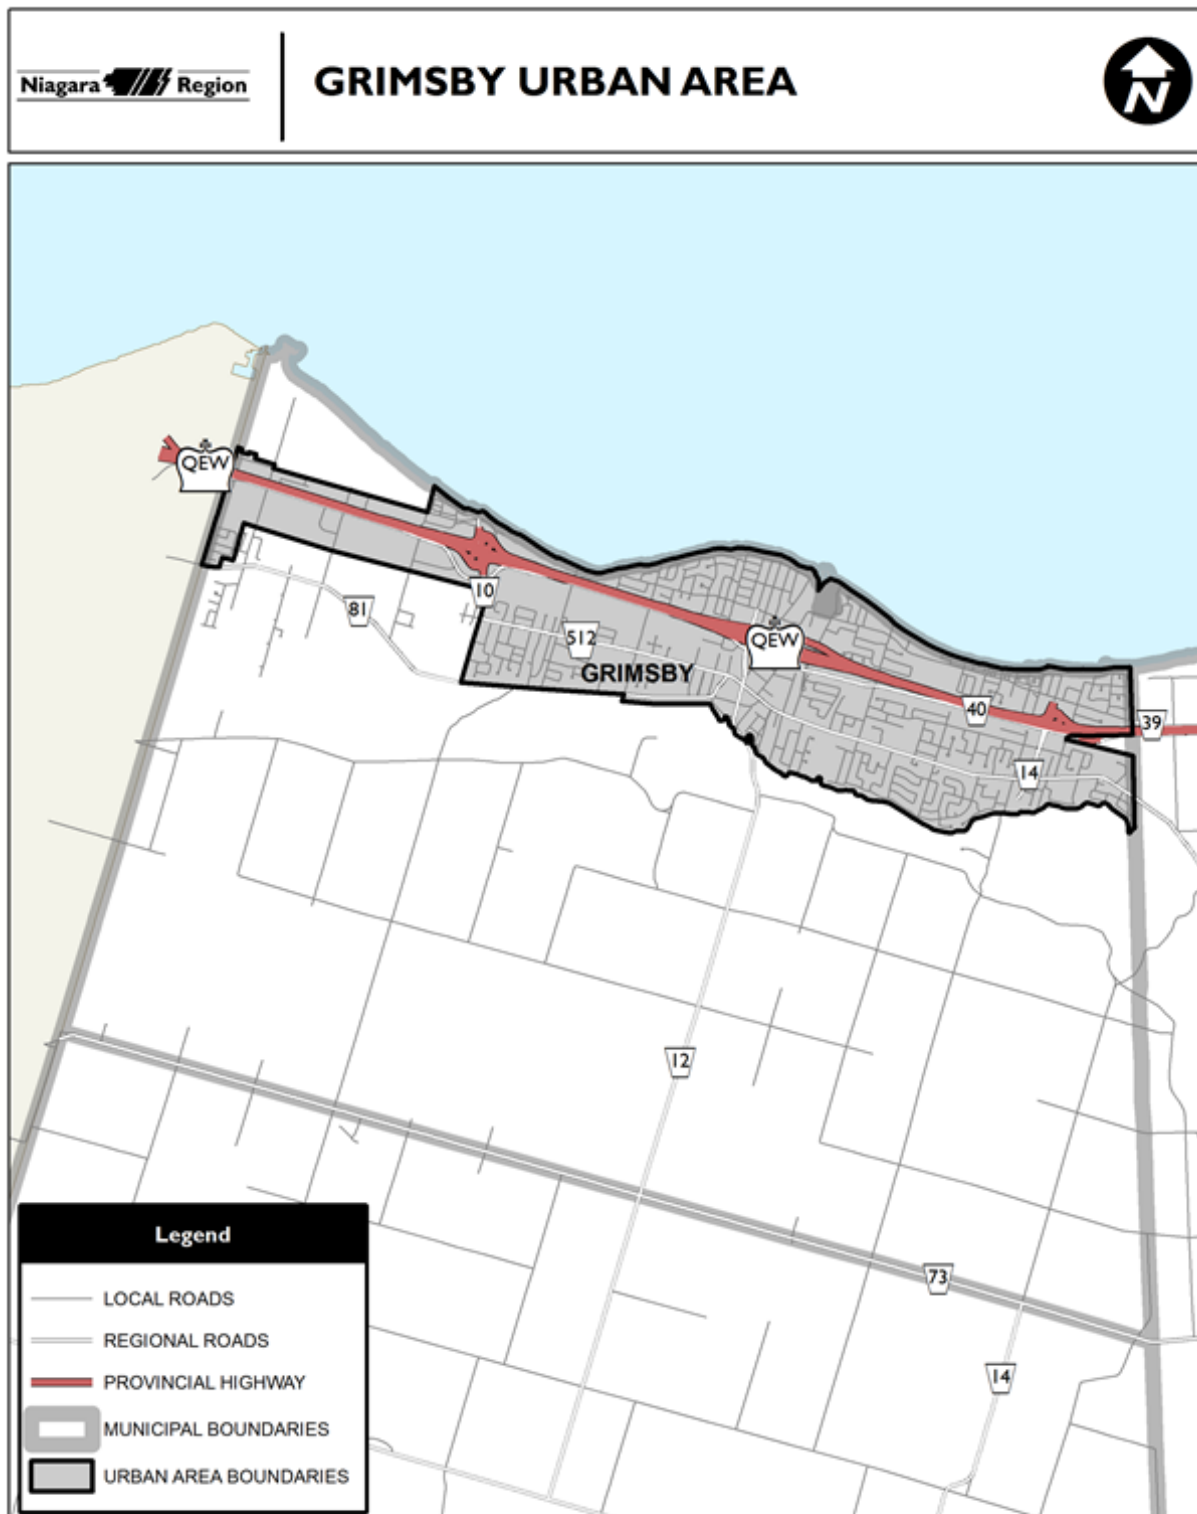 Niagara Region
GRIMSBY URBAN AREA
N
QEW
10
81
512
QEW
GRIMSBY
40
39
14
12
73
14
Legend
LOCAL ROADS
REGIONAL ROADS
PROVINCIAL HIGHWAY
MUNICIPAL BOUNDARIES
URBAN AREA BOUNDARIES